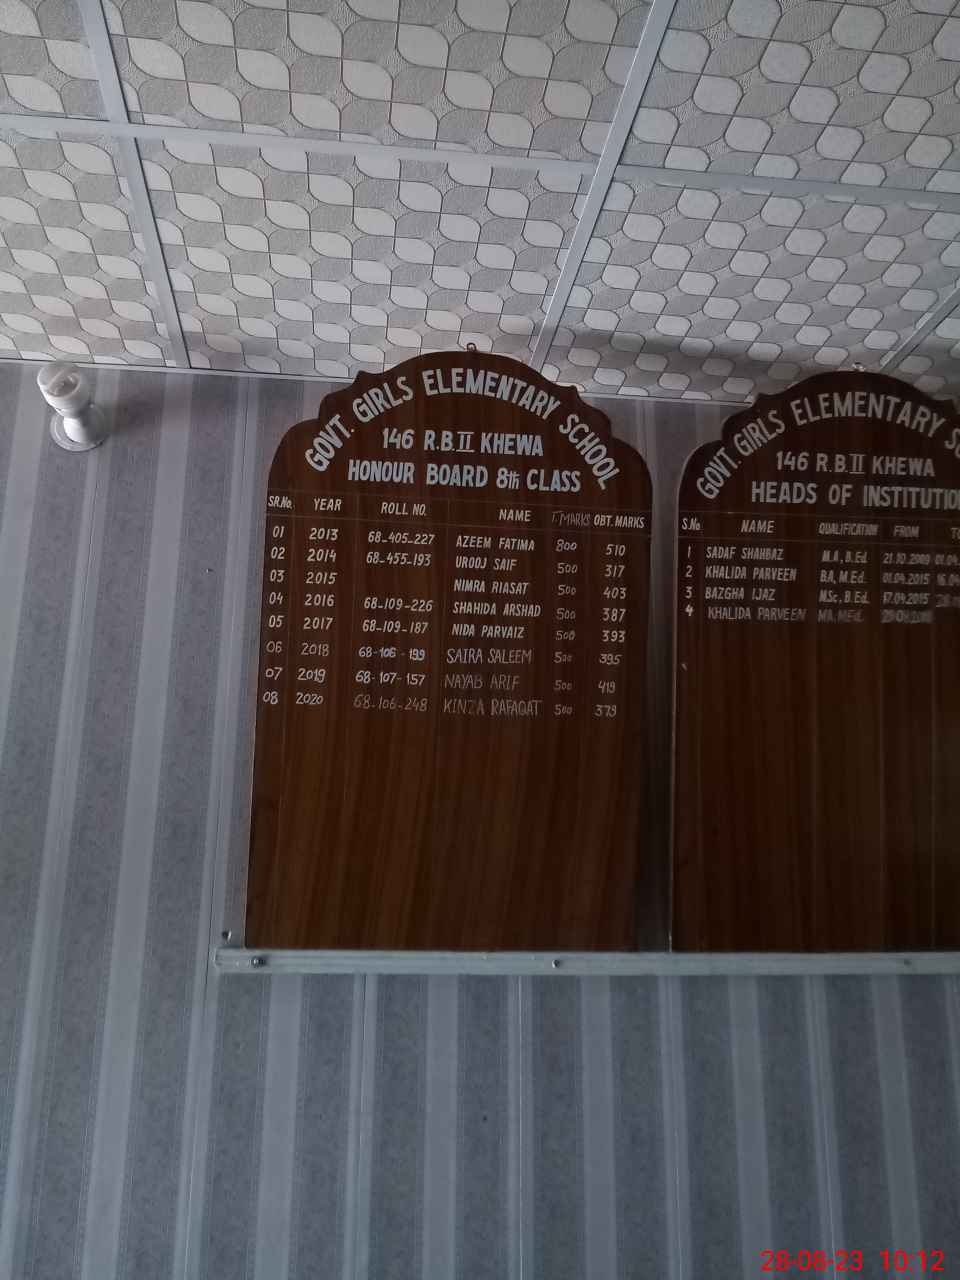 GOVT. GIRLS ELEMENTARY SCHOOL
146 R.B.II KHEWA
HONOUR BOARD 8th CLASS
SR.No. YEAR ROLL NO. NAME T.MARKS OBT.MARKS
01 2013 68-405-227 AZEEM FATIMA 800 510
02 2014 68-455-193 UROOJ SAIF 500 317
03 2015 NIMRA RIASAT 403
04 2016 68-109-226 SHAHIDA ARSHAD 500 387
05 2017 68-109-187 NIDA PARVAIZ 500 393
06 2018 68-106-199 SAIRA SALEEM 500 395
07 2019 68-107-157 NAYAB ARIF 500 419
08 2020 68-106-248 KINZA RAFAQAT 500 379
GOVT. GIRLS ELEMENTARY
146 R.B.II KHEWA
HEADS OF INSTITUTION
S.No NAME QUALIFICATION FROM
1 SADAF SHAHBAZ M.A, B.Ed. 21.10.2009 01.04.
2 KHALIDA PARVEEN B.A, M.Ed. 01.04.2015 16.04
3 BAZGHA IJAZ M.Sc, B.Ed. 17.04.2015
4 KHALIDA PARVEEN MA, MEd.
28-08-23 10:12